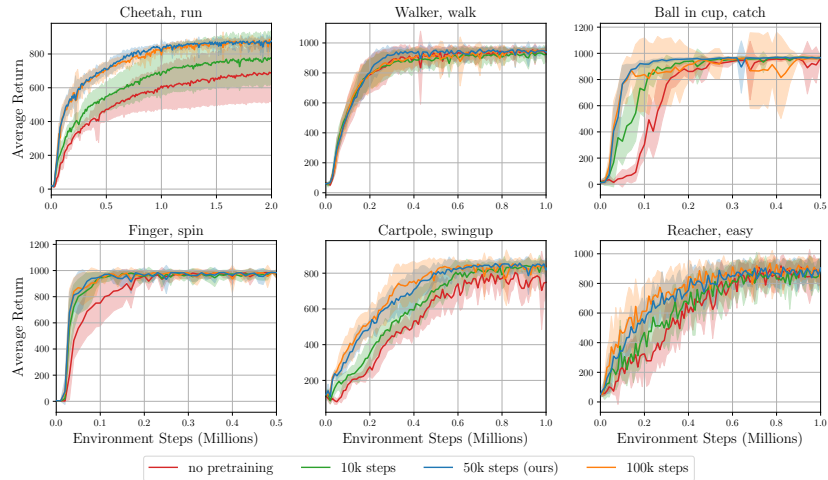 Cheetah, run
Walker, walk
Ball in cup, catch
Average Return
800
600
400
200
0
0.0 0.5 1.0 1.5 2.0
1000
800
600
400
200
0
0.0 0.2 0.4 0.6 0.8 1.0
1200
1000
800
600
400
200
0
0.0 0.1 0.2 0.3 0.4 0.5
Finger, spin
Cartpole, swingup
Reacher, easy
Average Return
1200
1000
800
600
400
200
0
0.0 0.1 0.2 0.3 0.4 0.5
Environment Steps (Millions)
800
600
400
200
0.0 0.2 0.4 0.6 0.8 1.0
Environment Steps (Millions)
1000
800
600
400
200
0
0.0 0.2 0.4 0.6 0.8 1.0
Environment Steps (Millions)
no pretraining 10k steps 50k steps (ours) 100k steps